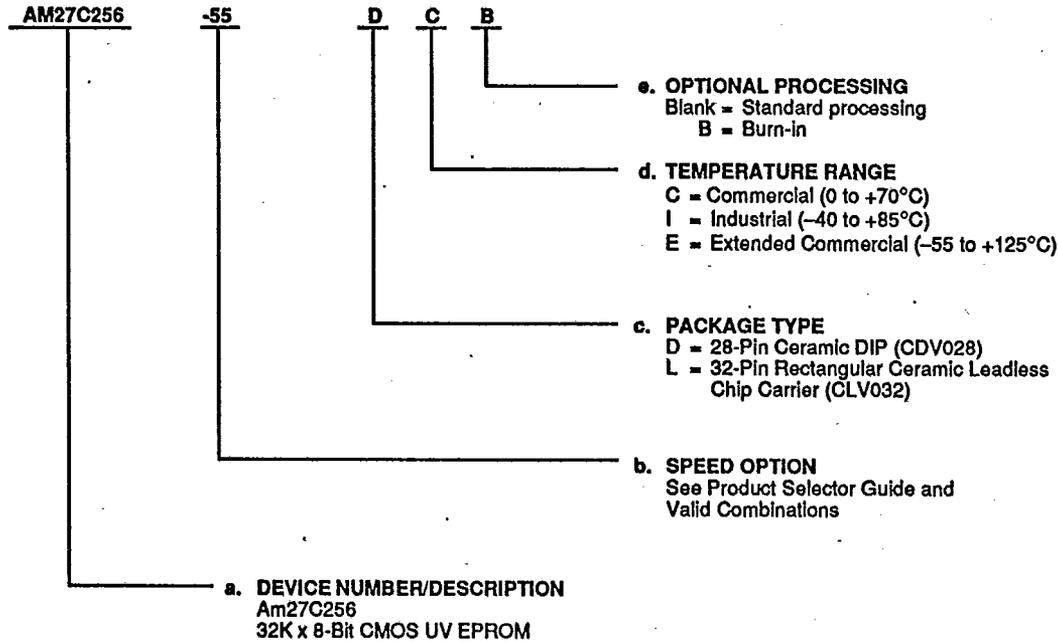 AM27C256 -55 D C B
e. OPTIONAL PROCESSING
Blank = Standard processing
B = Burn-in
d. TEMPERATURE RANGE
C = Commercial (0 to +70°C)
I = Industrial (–40 to +85°C)
E = Extended Commercial (–55 to +125°C)
c. PACKAGE TYPE
D = 28-Pin Ceramic DIP (CDV028)
L = 32-Pin Rectangular Ceramic Leadless
Chip Carrier (CLV032)
b. SPEED OPTION
See Product Selector Guide and
Valid Combinations
a. DEVICE NUMBER/DESCRIPTION
Am27C256
32K x 8-Bit CMOS UV EPROM